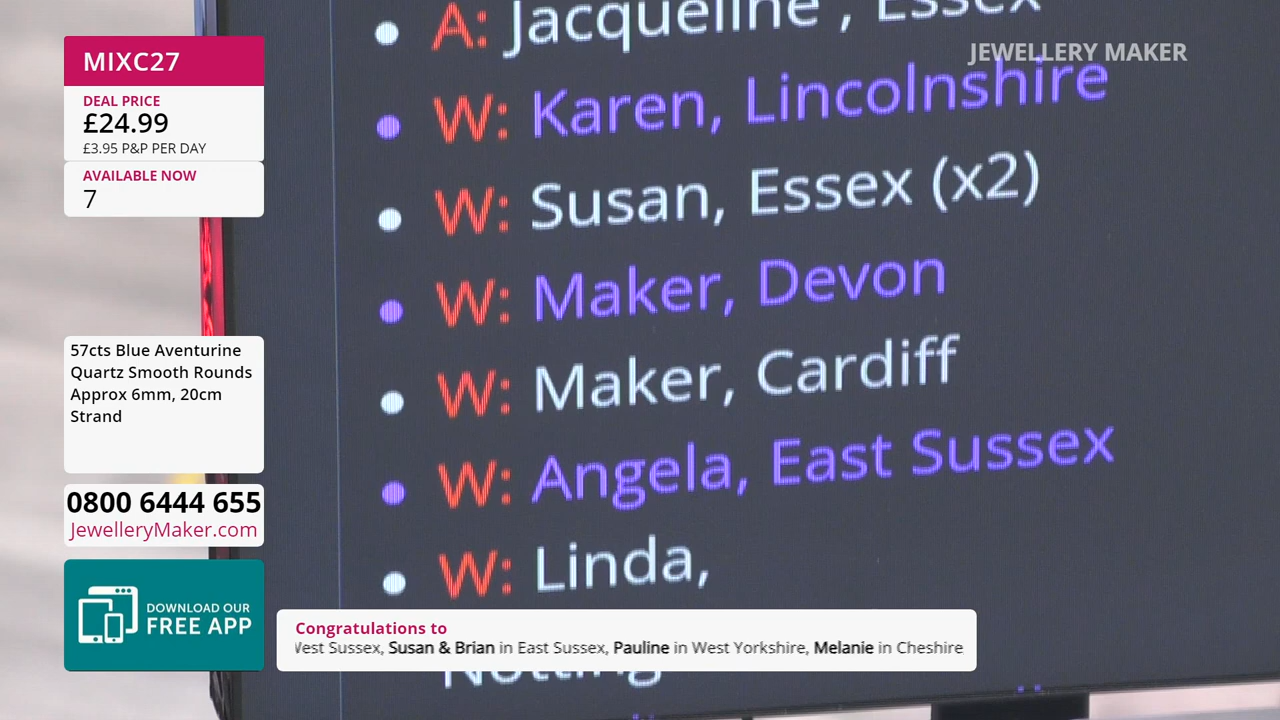 MIXC27
DEAL PRICE
£24.99
£3.95 P&P PER DAY
AVAILABLE NOW
7
57cts Blue Aventurine
Quartz Smooth Rounds
Approx 6mm, 20cm
Strand
0800 6444 655
JewelleryMaker.com
DOWNLOAD OUR
FREE APP
JEWELLERY MAKER
A: Jacqueline , Essex
W: Karen, Lincolnshire
W: Susan, Essex (x2)
W: Maker, Devon
W: Maker, Cardiff
W: Angela, East Sussex
W: Linda,
Congratulations to
West Sussex, Susan & Brian in East Sussex, Pauline in West Yorkshire, Melanie in Cheshire